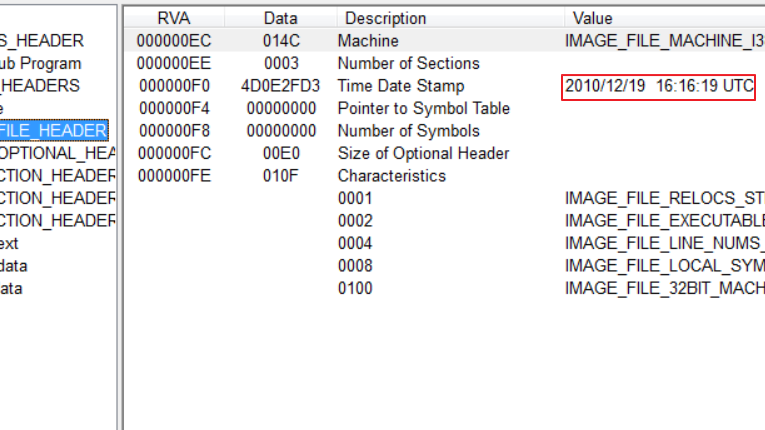 RVA Data Description Value
S_HEADER 000000EC 014C Machine IMAGE_FILE_MACHINE_I3
ub Program 000000EE 0003 Number of Sections
_HEADERS 000000F0 4D0E2FD3 Time Date Stamp 2010/12/19 16:16:19 UTC
e 000000F4 00000000 Pointer to Symbol Table
FILE_HEADER 000000F8 00000000 Number of Symbols
OPTIONAL_HEA 000000FC 00E0 Size of Optional Header
CTION_HEADER 000000FE 010F Characteristics
CTION_HEADER 0001 IMAGE_FILE_RELOCS_STI
CTION_HEADER 0002 IMAGE_FILE_EXECUTABLE
ext 0004 IMAGE_FILE_LINE_NUMS_
data 0008 IMAGE_FILE_LOCAL_SYM
ata 0100 IMAGE_FILE_32BIT_MACH